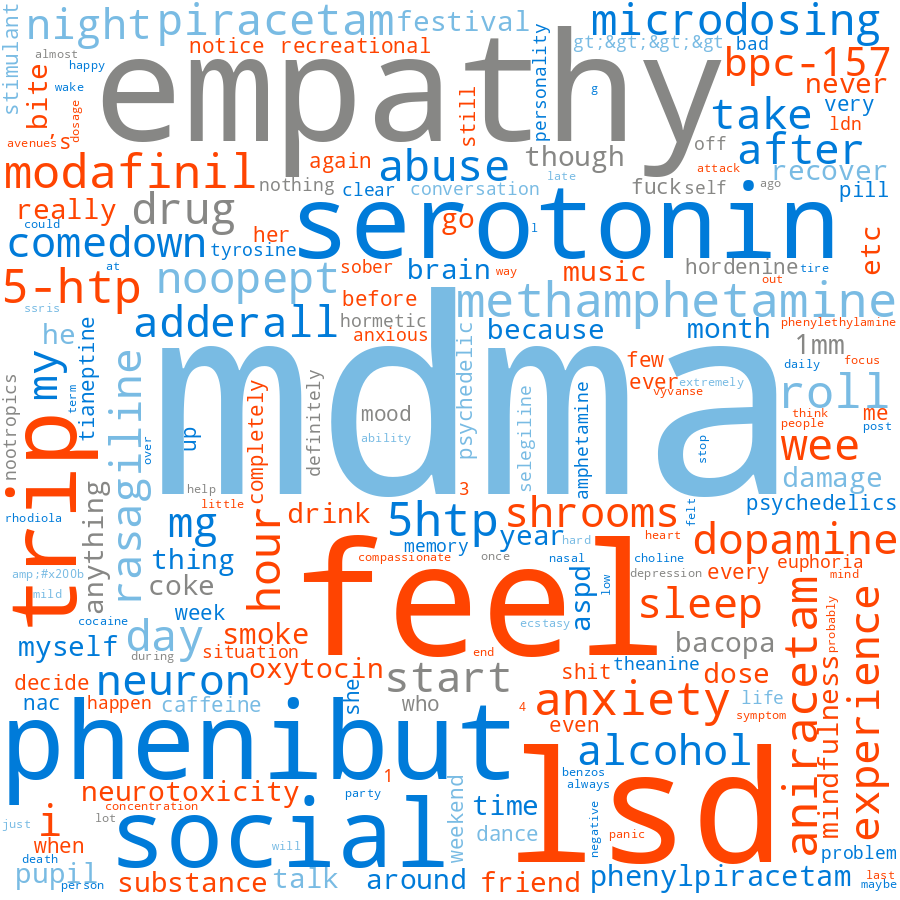 stimulant
night
piracetam
festival
microdosing
almost
happy
wake
notice
recreational
empathy
personality
gt;&gt;&gt;&gt
bad
bpc-157
never
g
bite
dosage
avenues
,
s
still
take
very
ldn
off
after
modafinil
again
abuse
though
attack
recover
nothing
clear
conversation
late
fuck
self
ago
pill
really
drug
serotonin
could
comedown
her
go
l
etc
tyrosine
at
5-htp
noopept
sober
brain
way
music
hordenine
tire
out
ssris
before
methamphetamine
he
adderall
hormetic
anxious
because
month
phenylethylamine
1mm
my
tianeptine
rasagiline
mdma
psychedelic
few
ever
extremely
vyvanse
daily
focus
roll
nootropics
term
over
up
completely
definitely
mood
ability
selegiline
amphetamine
stop
think
people
me
post
wee
trip
anything
help
little
3
damage
rhodiola
mg
hour
drink
5htp
shrooms
felt
psychedelics
year
memory
thing
compassionate
once
hard
nasal
heart
choline
dopamine
amp;#x200b
mild
coke
feel
aspd
low
depression
every
euphoria
mind
cocaine
week
ecstasy
sleep
aniracetam
mindfulness
probably
experience
myself
day
smoke
during
situation
end
bacopa
decide
neuron
oxytocin
start
shit
theanine
dose
nac
happen
caffeine
she
who
4
anxiety
life
symptom
even
phenibut
lsd
alcohol
1
benzos
always
neurotoxicity
party
concentration
weekend
time
i
lot
social
just
when
will
dance
negative
panic
problem
death
pupil
person
substance
talk
around
friend
phenylpiracetam
last
maybe